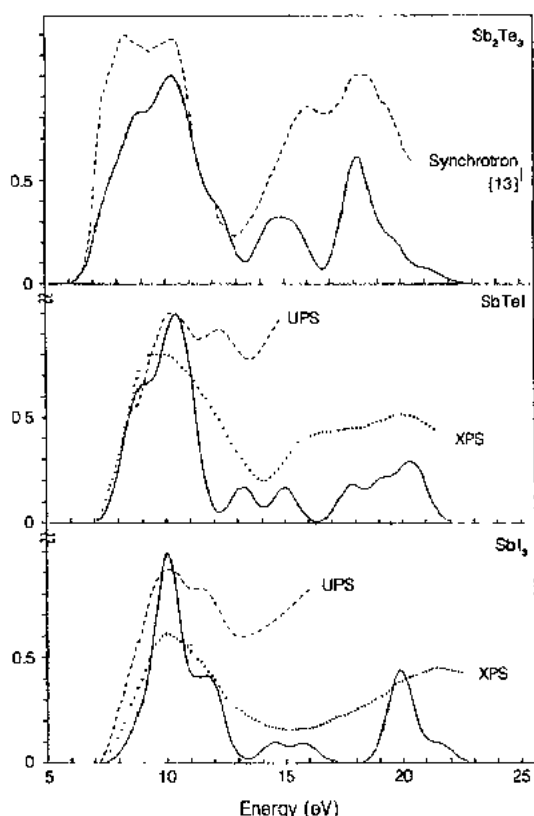 Sb₂Te₃
Synchrotron
[13]
0.5
0
SbTeI
UPS
0.5
XPS
0
SbI₃
UPS
0.5
XPS
0
5 10 15 20 25
Energy (eV)